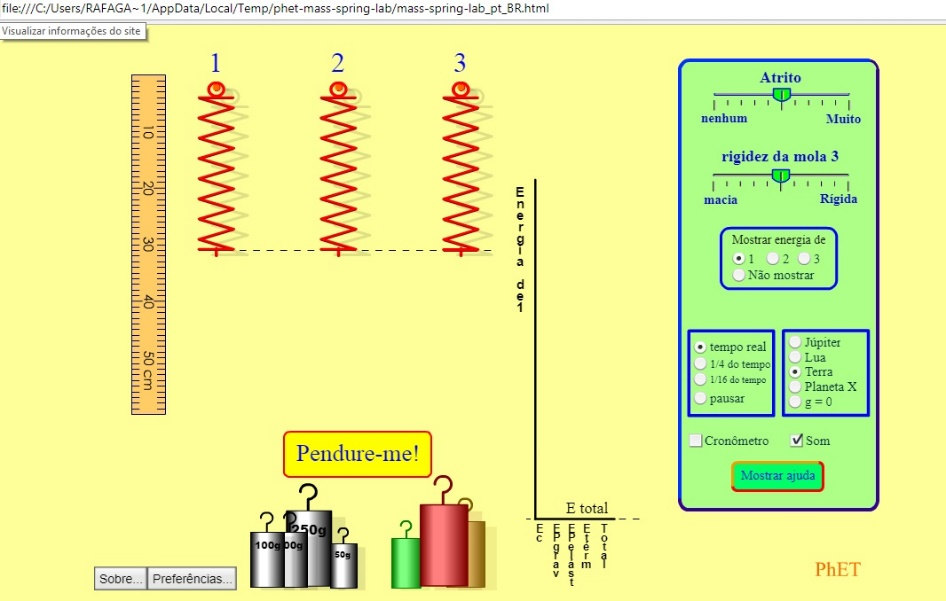 file:///C:/Users/RAFAGA~1/AppData/Local/Temp/phet-mass-spring-lab/mass-spring-lab_pt_BR.html
Visualizar informações do site
1 2 3
10
20
30
40
50 cm
Energia de1
E total
Ec
EPgrav
EPelast
Etérm
Total
Pendure-me!
100g
250g
50g
Sobre...
Preferências...
Atrito
nenhum Muito
rigidez da mola 3
macia Rígida
Mostrar energia de
1 2 3
Não mostrar
tempo real
1/4 do tempo
1/16 do tempo
pausar
Júpiter
Lua
Terra
Planeta X
g = 0
Cronômetro Som
Mostrar ajuda
PhET